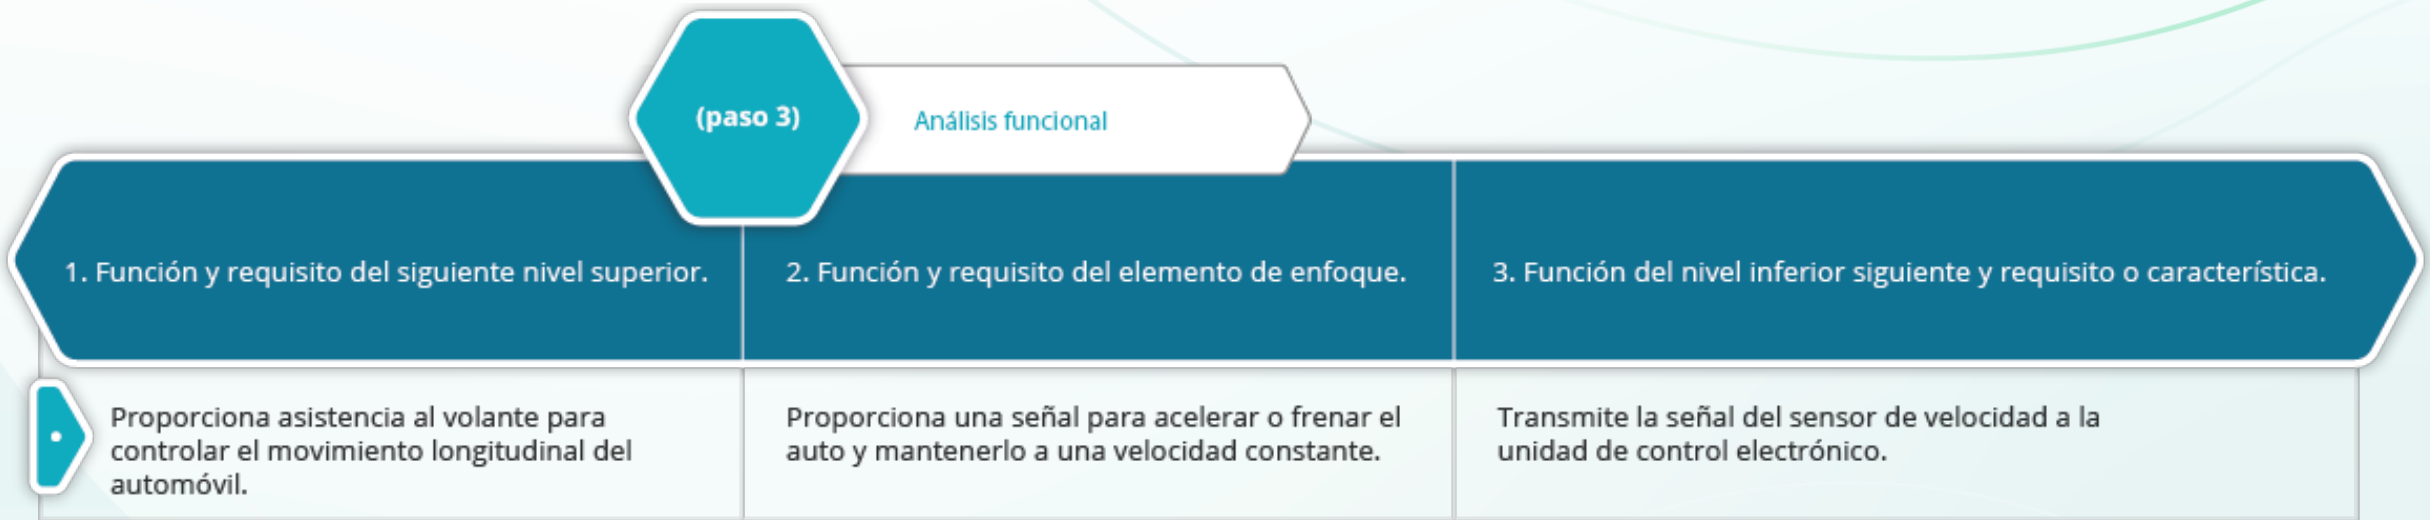 (paso 3)
Análisis funcional
1. Función y requisito del siguiente nivel superior.
2. Función y requisito del elemento de enfoque.
3. Función del nivel inferior siguiente y requisito o característica.
Proporciona asistencia al volante para
controlar el movimiento longitudinal del
automóvil.
Proporciona una señal para acelerar o frenar el
auto y mantenerlo a una velocidad constante.
Transmite la señal del sensor de velocidad a la
unidad de control electrónico.